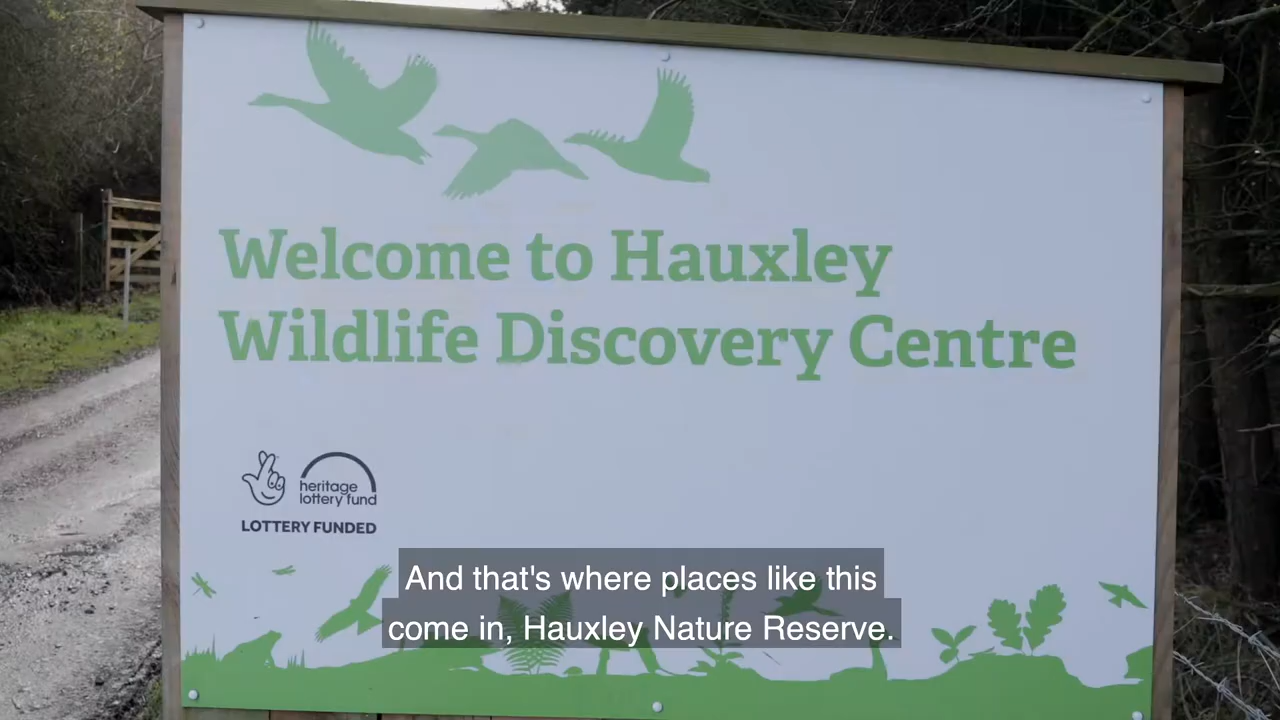 Welcome to Hauxley
Wildlife Discovery Centre
heritage
lottery fund
LOTTERY FUNDED
And that's where places like this
come in, Hauxley Nature Reserve.